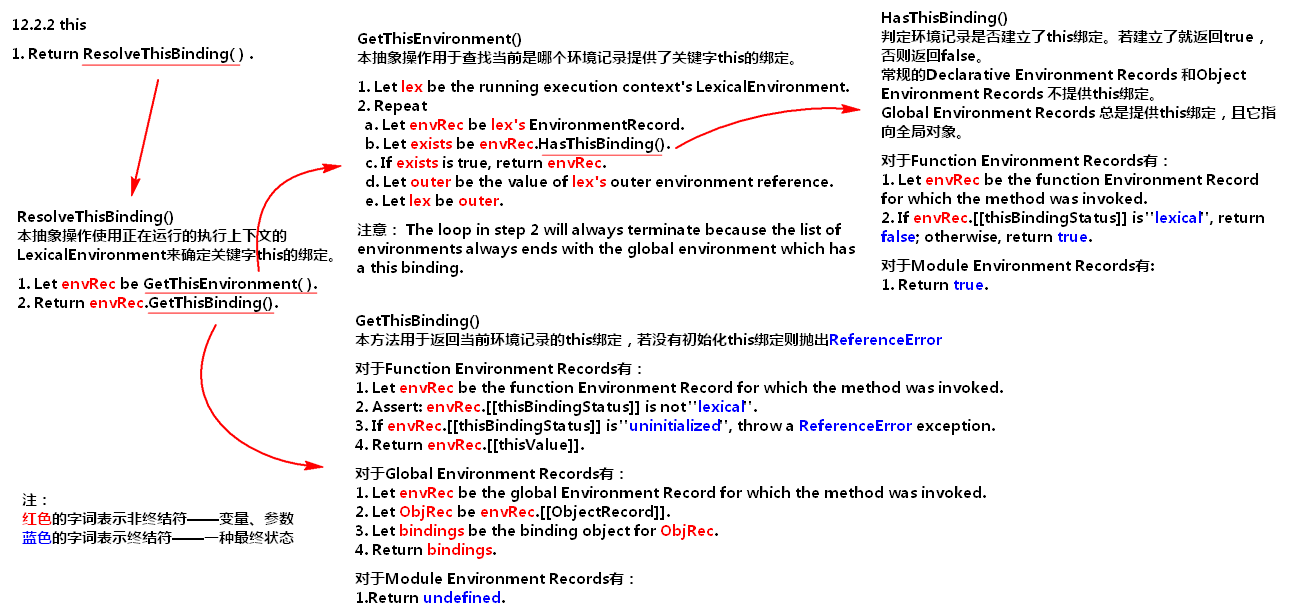 12.2.2 this
1. Return ResolveThisBinding( ) .
ResolveThisBinding()
本抽象操作使用正在运行的执行上下文的
LexicalEnvironment来确定关键字this的绑定。
1. Let envRec be GetThisEnvironment( ).
2. Return envRec.GetThisBinding().
注：
红色的字词表示非终结符——变量、参数
蓝色的字词表示终结符——一种最终状态
GetThisEnvironment()
本抽象操作用于查找当前是哪个环境记录提供了关键字this的绑定。
1. Let lex be the running execution context's LexicalEnvironment.
2. Repeat
a. Let envRec be lex's EnvironmentRecord.
b. Let exists be envRec.HasThisBinding().
c. If exists is true, return envRec.
d. Let outer be the value of lex's outer environment reference.
e. Let lex be outer.
注意： The loop in step 2 will always terminate because the list of
environments always ends with the global environment which has
a this binding.
GetThisBinding()
本方法用于返回当前环境记录的this绑定，若没有初始化this绑定则抛出ReferenceError
对于Function Environment Records有：
1. Let envRec be the function Environment Record for which the method was invoked.
2. Assert: envRec.[[thisBindingStatus]] is not"lexical".
3. If envRec.[[thisBindingStatus]] is"uninitialized", throw a ReferenceError exception.
4. Return envRec.[[thisValue]].
对于Global Environment Records有：
1. Let envRec be the global Environment Record for which the method was invoked.
2. Let ObjRec be envRec.[[ObjectRecord]].
3. Let bindings be the binding object for ObjRec.
4. Return bindings.
对于Module Environment Records有：
1.Return undefined.
HasThisBinding()
判定环境记录是否建立了this绑定。若建立了就返回true，
否则返回false。
常规的Declarative Environment Records 和Object
Environment Records 不提供this绑定。
Global Environment Records 总是提供this绑定，且它指
向全局对象。
对于Function Environment Records有：
1. Let envRec be the function Environment Record
for which the method was invoked.
2. If envRec.[[thisBindingStatus]] is"lexical", return
false; otherwise, return true.
对于Module Environment Records有:
1. Return true.